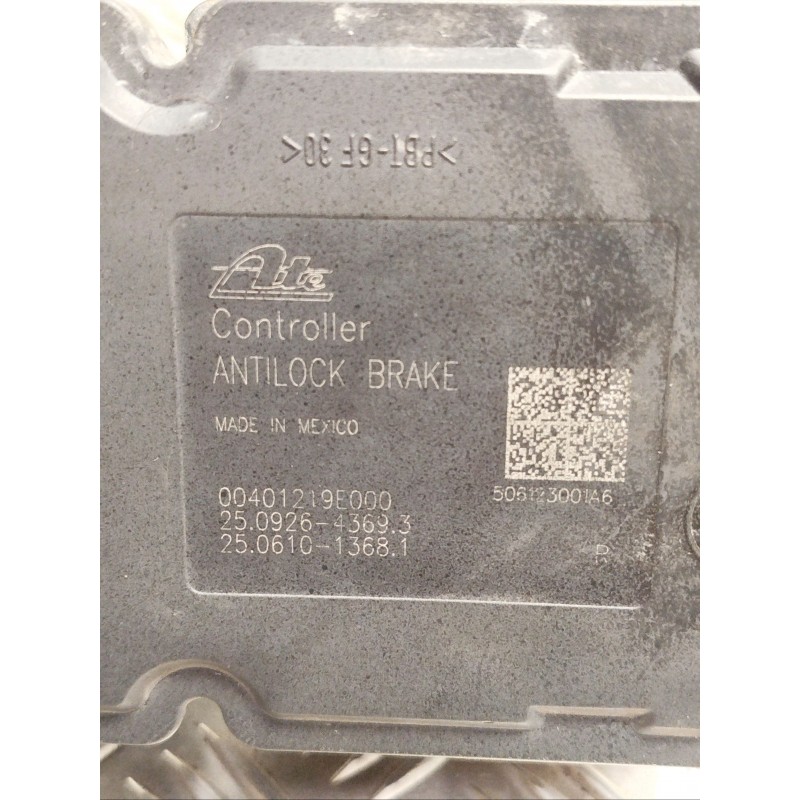 >PBT-GF 30<
Ate
Controller
ANTILOCK BRAKE
MADE IN MEXICO
00401219E000
25.0926-4369.3
25.0610-1368.1
506123001A6